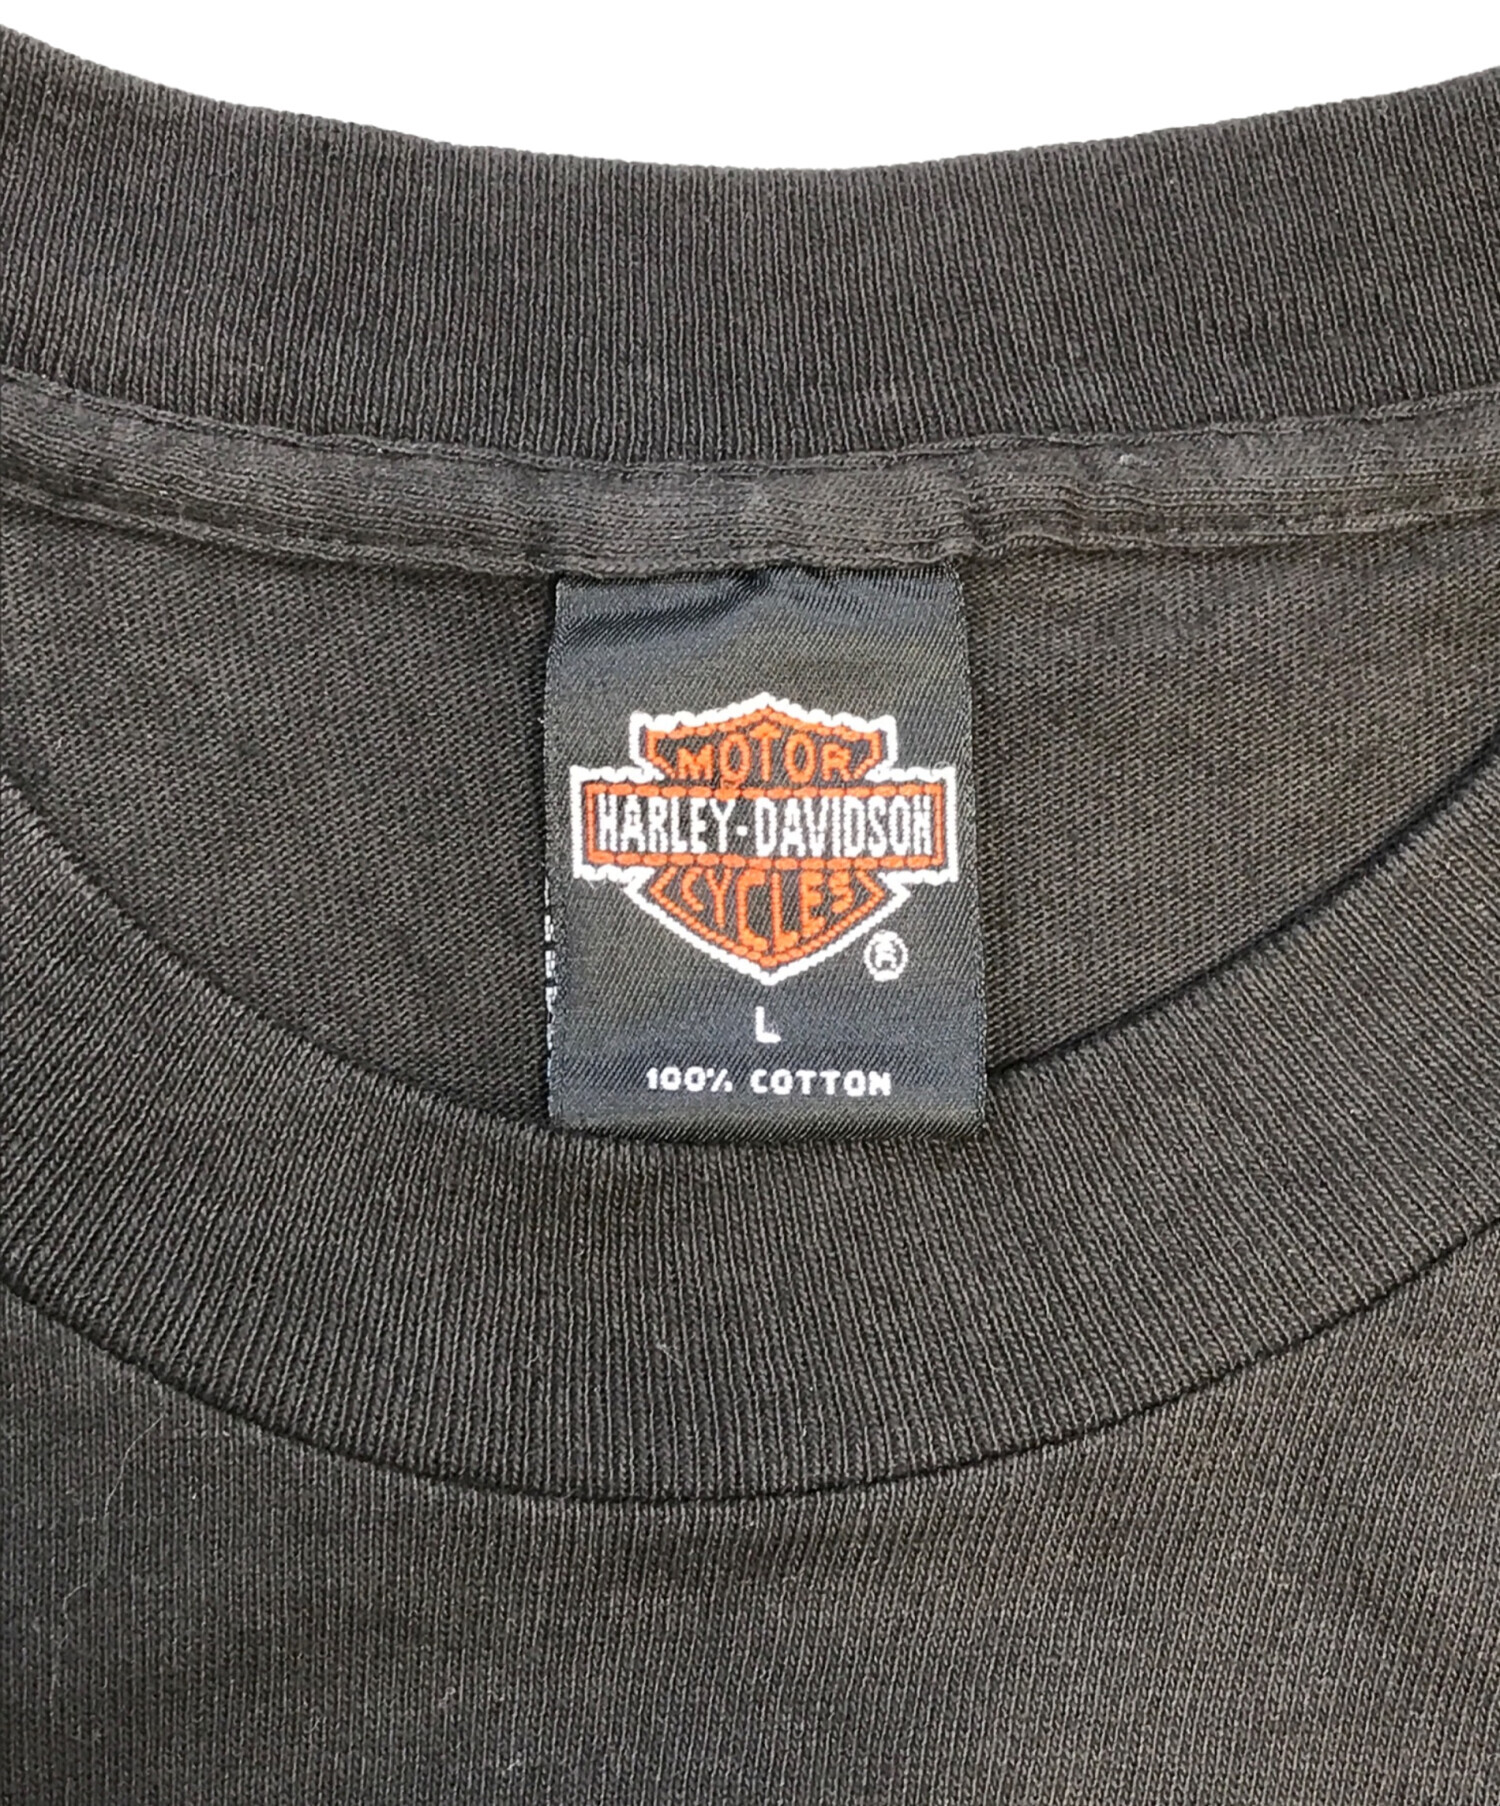 MOTOR
HARLEY-DAVIDSON
CYCLES
®
L
100% COTTON